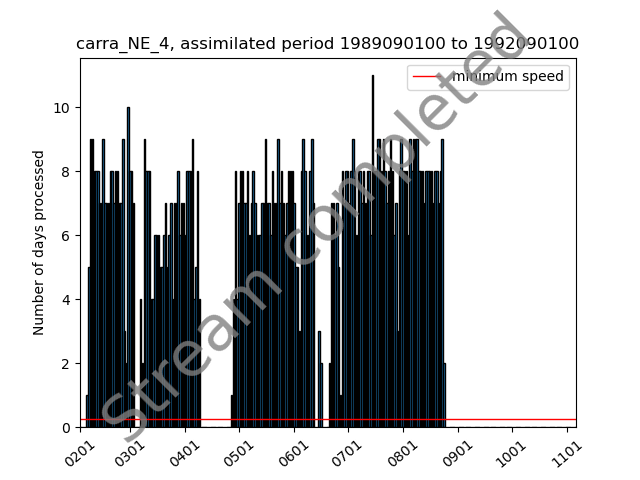 carra_NE_4, assimilated period 1989090100 to 1992090100
minimum speed
Number of days processed
10
8
6
4
2
0
0201 0301 0401 0501 0601 0701 0801 0901 1001 1101
Stream completed